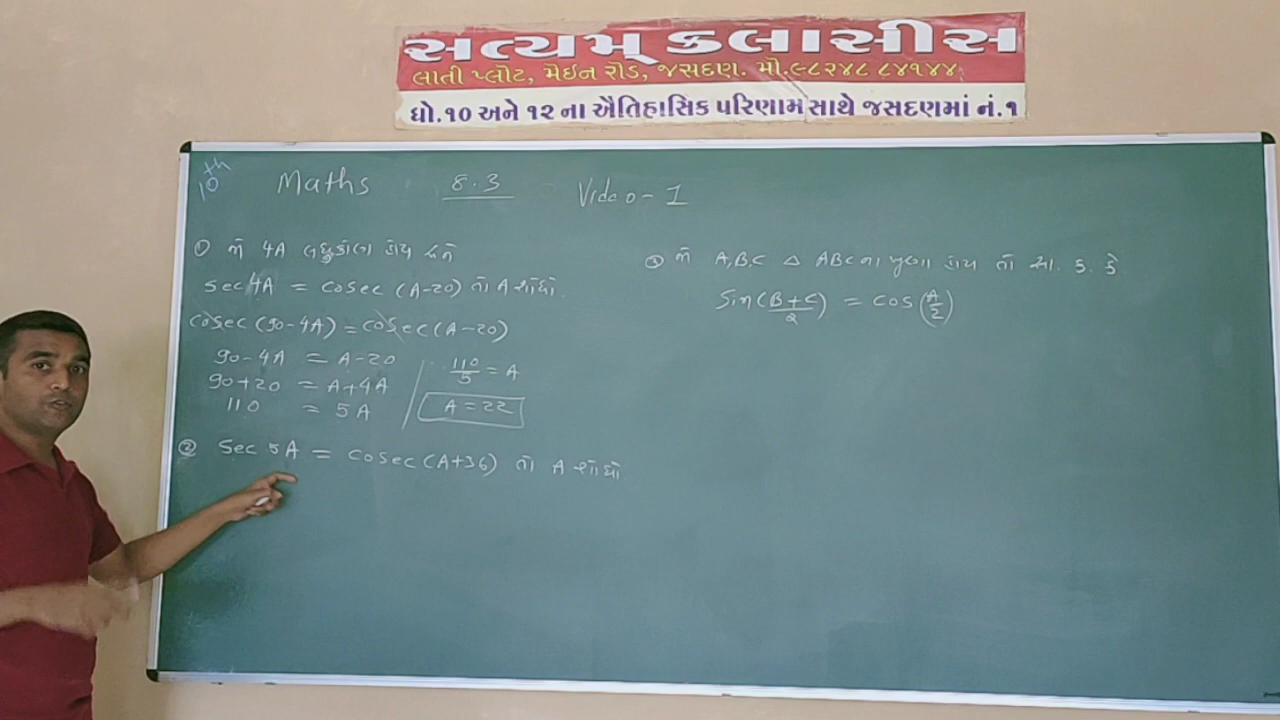 સત્યમ્ કલાસીસ
લાતી પ્લોટ, મેઇન રોડ, જસદણ. મો.૯૮૨૪૮ ૮૪૧૪૪
ધો.૧૦ અને ૧૨ ના ઐતિહાસિક પરિણામ સાથે જસદણમાં નં.૧
10th
Maths 8.3 Video-1
① જો 4A લઘુકોણ હોય અને
sec 4A = cosec (A-20) તો A શોધો.
cosec (90-4A) = cosec (A-20)
90-4A = A-20
90+20 = A+4A
110 = 5A
110/5 = A
A = 22
② Sec 5A = cosec (A+36) તો A શોધો
③ જો A,B,C △ ABC ના ખૂણા હોય તો સા. ક. કે
Sin(B+C/2) = cos(A/2)